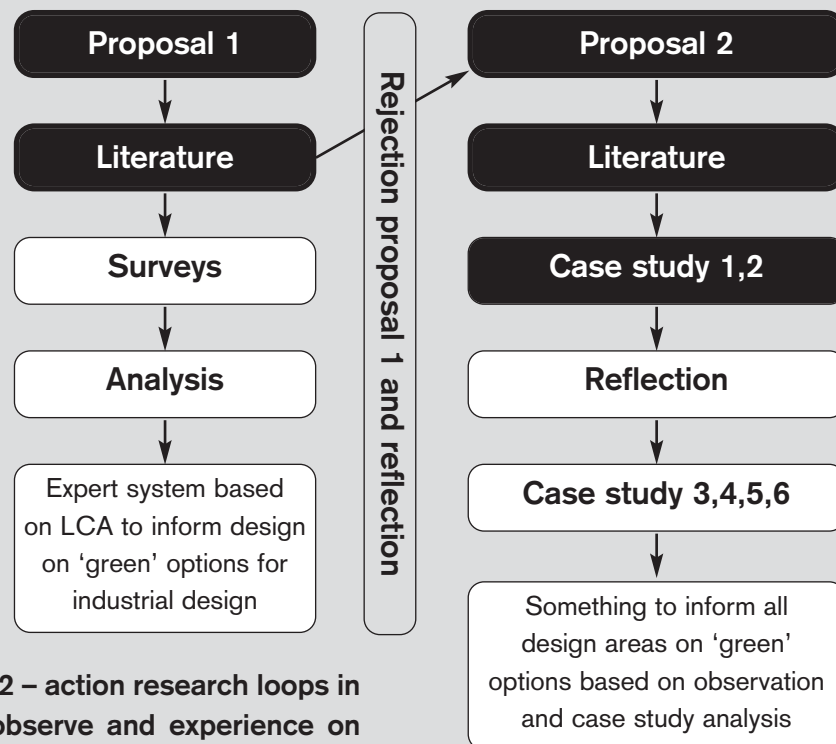 Proposal 1
Literature
Surveys
Analysis
Expert system based
on LCA to inform design
on ‘green’ options for
industrial design
Rejection proposal 1 and reflection
Proposal 2
Literature
Case study 1,2
Reflection
Case study 3,4,5,6
Something to inform all
design areas on ‘green’
options based on observation
and case study analysis
2 – action research loops in
observe and experience on